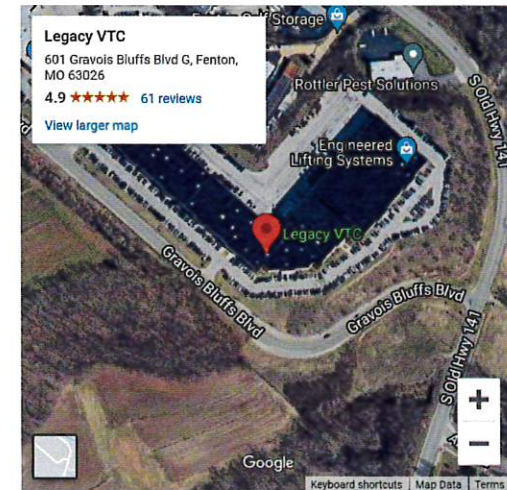 Legacy VTC
601 Gravois Bluffs Blvd G, Fenton,
MO 63026
4.9 ★★★★★ 61 reviews
View larger map
Self Storage
Rottler Pest Solutions
S Old Hwy 141
Engineered
Lifting Systems
Legacy VTC
Gravois Bluffs Blvd
Gravois Bluffs Blvd
S Old Hwy 141
+
−
Google
Keyboard shortcuts
Map Data
Terms